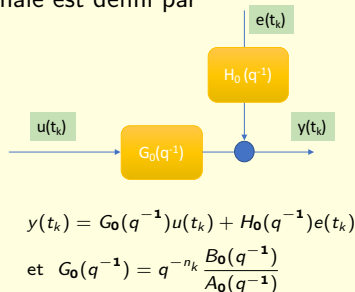 nale est défini par
e(tₖ)
H₀(q⁻¹)
u(tₖ)
y(tₖ)
G₀(q⁻¹)
y(tₖ) = G₀(q⁻¹)u(tₖ) + H₀(q⁻¹)e(tₖ)
et G₀(q⁻¹) = q^{-nₖ} B₀(q⁻¹)/A₀(q⁻¹)